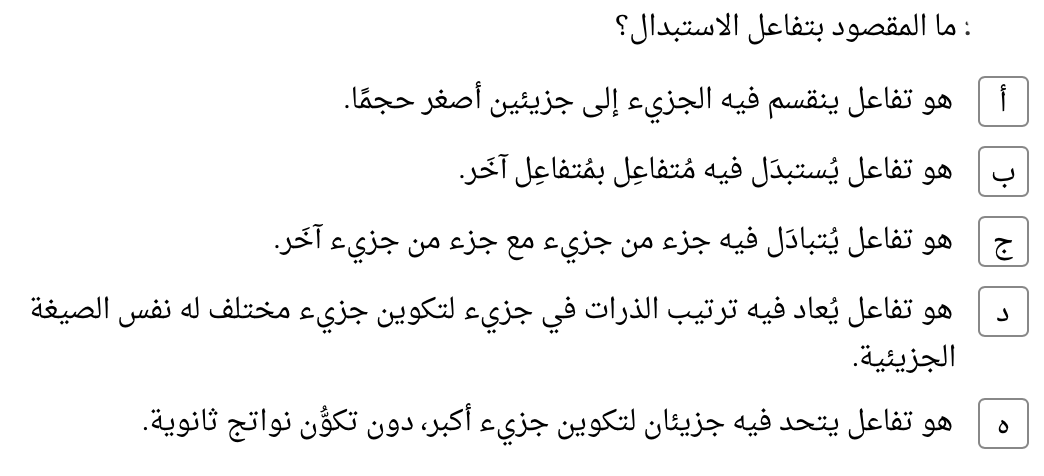 : ما المقصود بتفاعل الاستبدال؟
أ هو تفاعل ينقسم فيه الجزيء إلى جزيئين أصغر حجمًا.
ب هو تفاعل يُستبدَل فيه مُتفاعِل بمُتفاعِل آخَر.
ج هو تفاعل يُتبادَل فيه جزء من جزيء مع جزء من جزيء آخَر.
د هو تفاعل يُعاد فيه ترتيب الذرات في جزيء لتكوين جزيء مختلف له نفس الصيغة
الجزيئية.
ه هو تفاعل يتحد فيه جزيئان لتكوين جزيء أكبر، دون تكوُّن نواتج ثانوية.